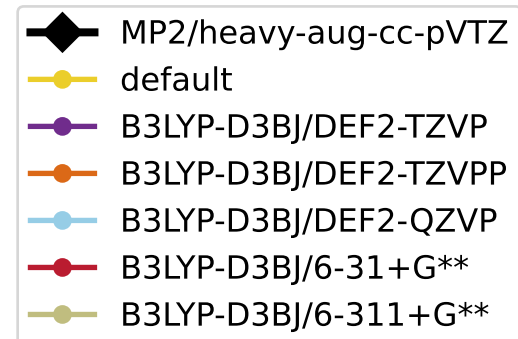 MP2/heavy-aug-cc-pVTZ
default
B3LYP-D3BJ/DEF2-TZVP
B3LYP-D3BJ/DEF2-TZVPP
B3LYP-D3BJ/DEF2-QZVP
B3LYP-D3BJ/6-31+G**
B3LYP-D3BJ/6-311+G**